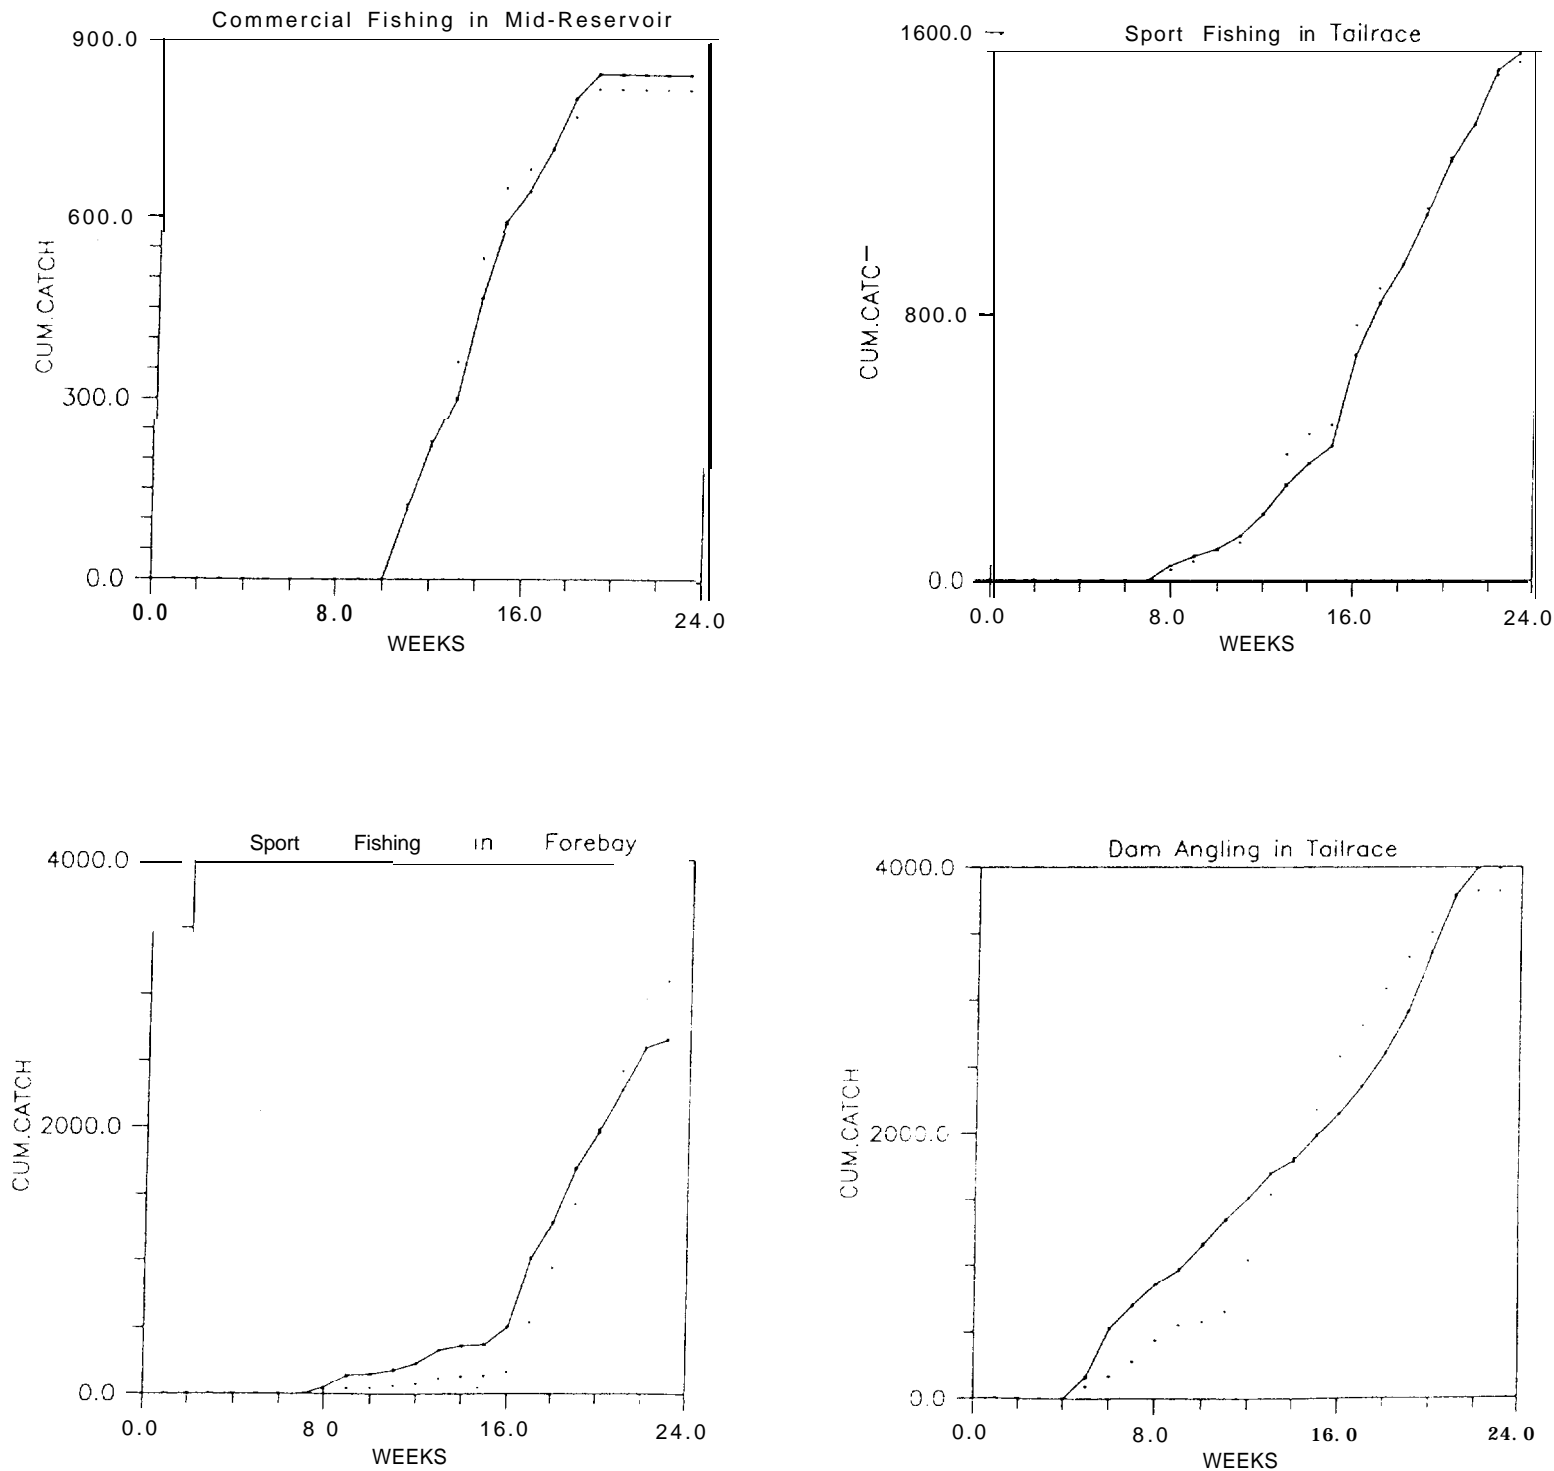 Commercial Fishing in Mid-Reservoir
900.0
600.0
CUM.CATCH
300.0
0.0
0.0 8.0 16.0 24.0
WEEKS
1600.0
Sport Fishing in Tailrace
CUM.CATC
800.0
0.0
0.0 8.0 16.0 24.0
WEEKS
Sport Fishing in Forebay
4000.0
CUM.CATCH
2000.0
0.0
0.0 8 0 16.0 24.0
WEEKS
Dam Angling in Tailrace
4000.0
CUM.CATCH
2000.0
0.0
0.0 8.0 16.0 24.0
WEEKS